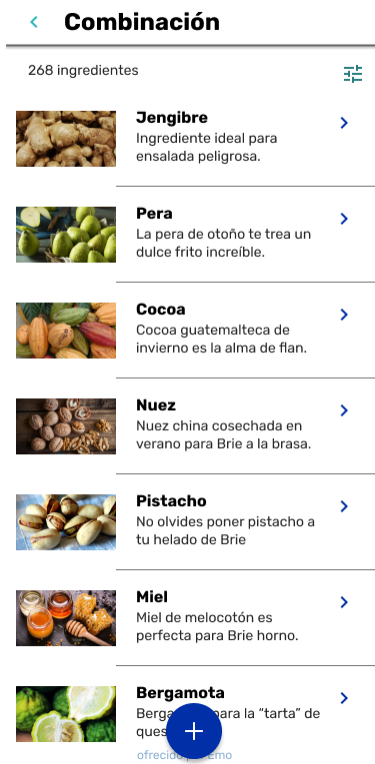 Combinación
268 ingredientes
Jengibre
Ingrediente ideal para
ensalada peligrosa.
Pera
La pera de otoño te trea un
dulce frito increíble.
Cocoa
Cocoa guatemalteca de
invierno es la alma de flan.
Nuez
Nuez china cosechada en
verano para Brie a la brasa.
Pistacho
No olvides poner pistacho a
tu helado de Brie
Miel
Miel de melocotón es
perfecta para Brie horno.
Bergamota
para la “tarta” de
ofrecido